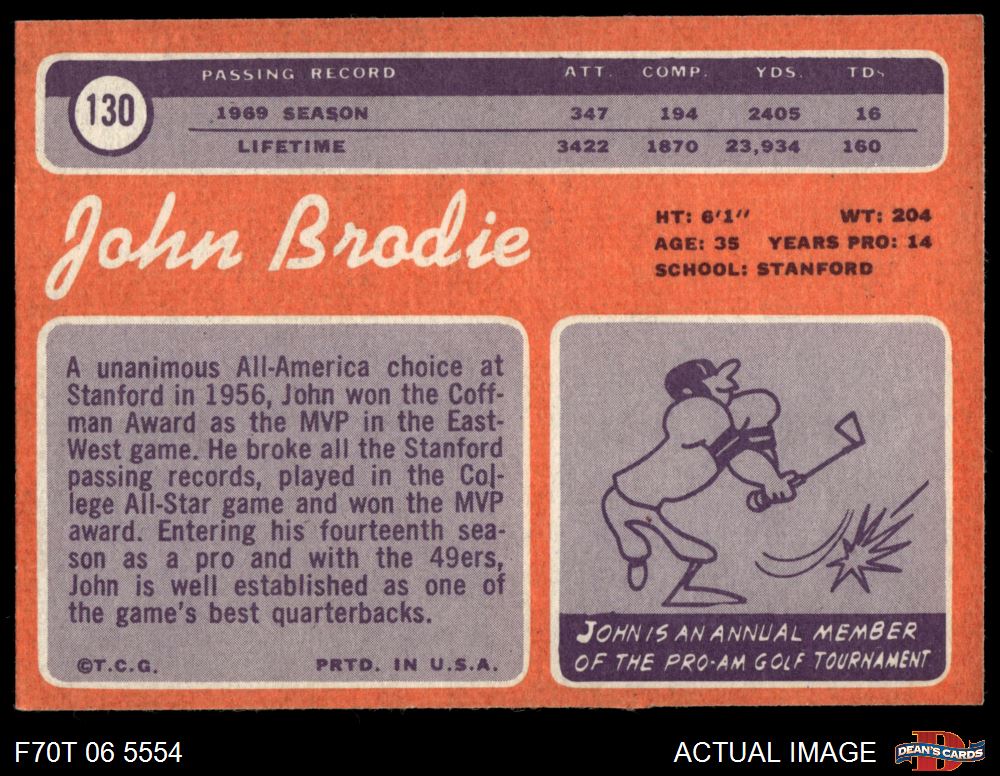 PASSING RECORD ATT. COMP. YDS. TDs
130
1969 SEASON 347 194 2405 16
LIFETIME 3422 1870 23,934 160
John Brodie
HT: 6'1" WT: 204
AGE: 35 YEARS PRO: 14
SCHOOL: STANFORD
A unanimous All-America choice at
Stanford in 1956, John won the Coff-
man Award as the MVP in the East-
West game. He broke all the Stanford
passing records, played in the Col-
lege All-Star game and won the MVP
award. Entering his fourteenth sea-
son as a pro and with the 49ers,
John is well established as one of
the game's best quarterbacks.
©T.C.G. PRTD. IN U.S.A.
JOHN IS AN ANNUAL MEMBER
OF THE PRO-AM GOLF TOURNAMENT
F70T 06 5554 ACTUAL IMAGE
D
DEAN'S CARDS